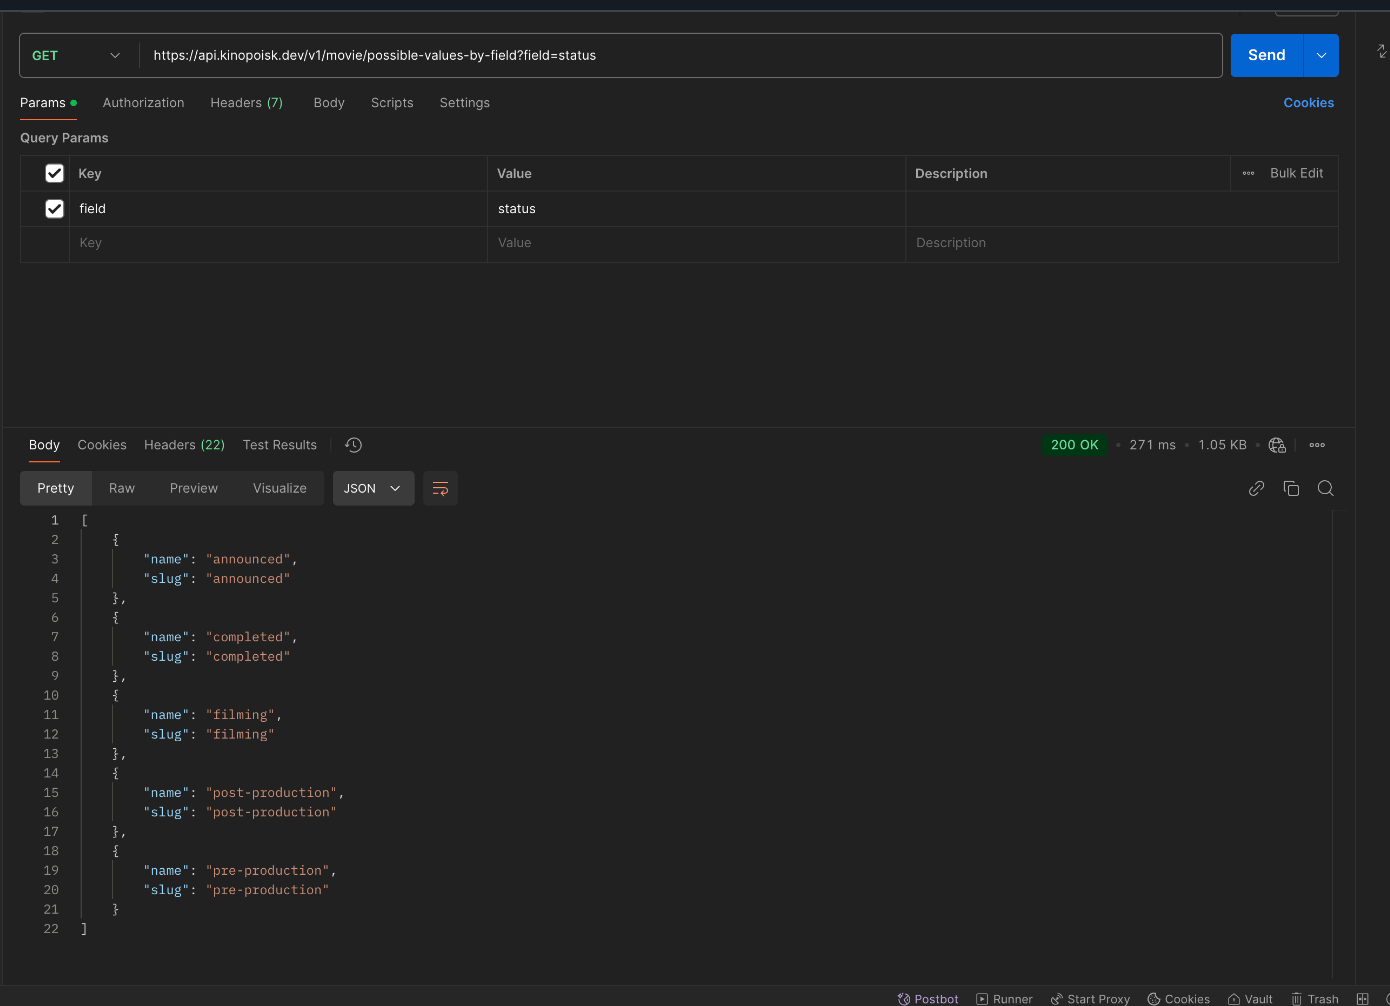 GET https://api.kinopoisk.dev/v1/movie/possible-values-by-field?field=status Send
Params Authorization Headers (7) Body Scripts Settings Cookies
Query Params
Key Value Description Bulk Edit
field status
Key Value Description
Body Cookies Headers (22) Test Results 200 OK 271 ms 1.05 KB
Pretty Raw Preview Visualize JSON
1 [
2 {
3 "name": "announced",
4 "slug": "announced"
5 },
6 {
7 "name": "completed",
8 "slug": "completed"
9 },
10 {
11 "name": "filming",
12 "slug": "filming"
13 },
14 {
15 "name": "post-production",
16 "slug": "post-production"
17 },
18 {
19 "name": "pre-production",
20 "slug": "pre-production"
21 }
22 ]
Postbot Runner Start Proxy Cookies Vault Trash